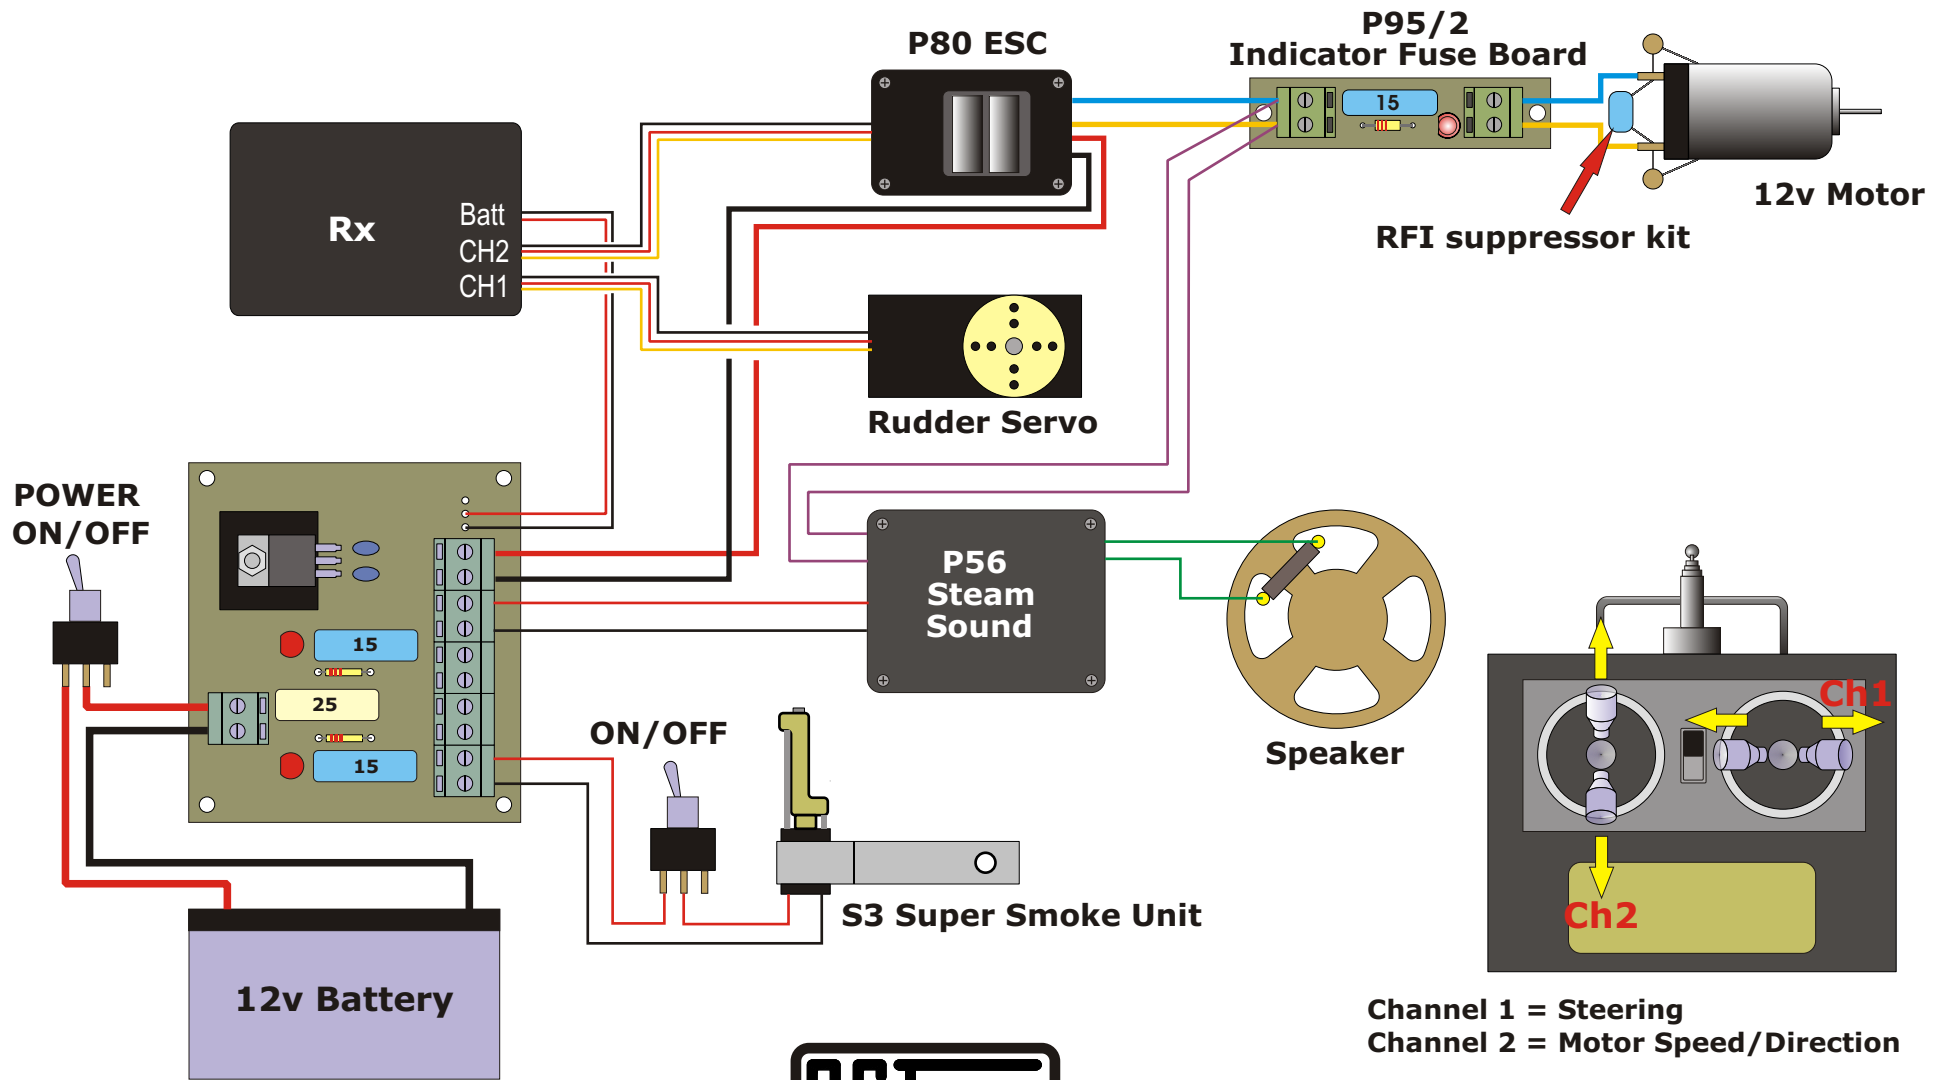 P80 ESC
P95/2
Indicator Fuse Board
15
12v Motor
RFI suppressor kit
Rx
Batt
CH2
CH1
Rudder Servo
POWER
ON/OFF
15
25
15
P56
Steam
Sound
Speaker
ON/OFF
S3 Super Smoke Unit
12v Battery
Ch1
Ch2
Channel 1 = Steering
Channel 2 = Motor Speed/Direction